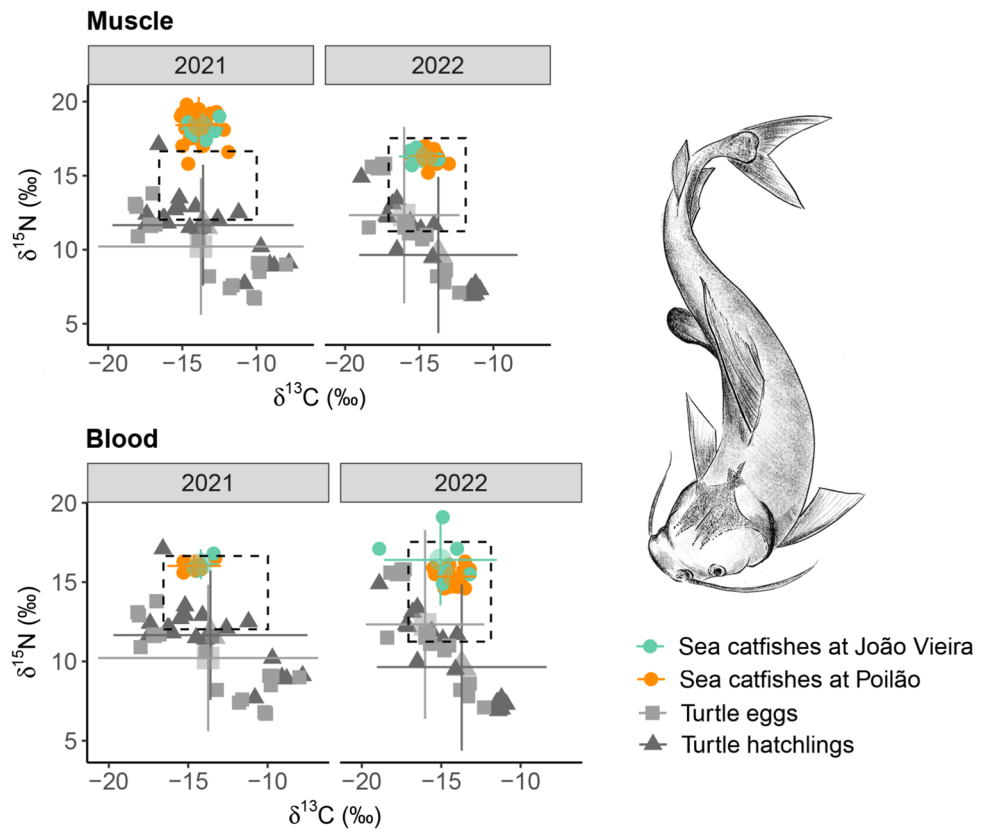 Muscle
2021
2022
20
15
10
5
δ15N (‰)
−20
−15
−10
−20
−15
−10
δ13C (‰)
Blood
2021
2022
20
15
10
5
δ15N (‰)
−20
−15
−10
−20
−15
−10
δ13C (‰)
Sea catfishes at João Vieira
Sea catfishes at Poilão
Turtle eggs
Turtle hatchlings